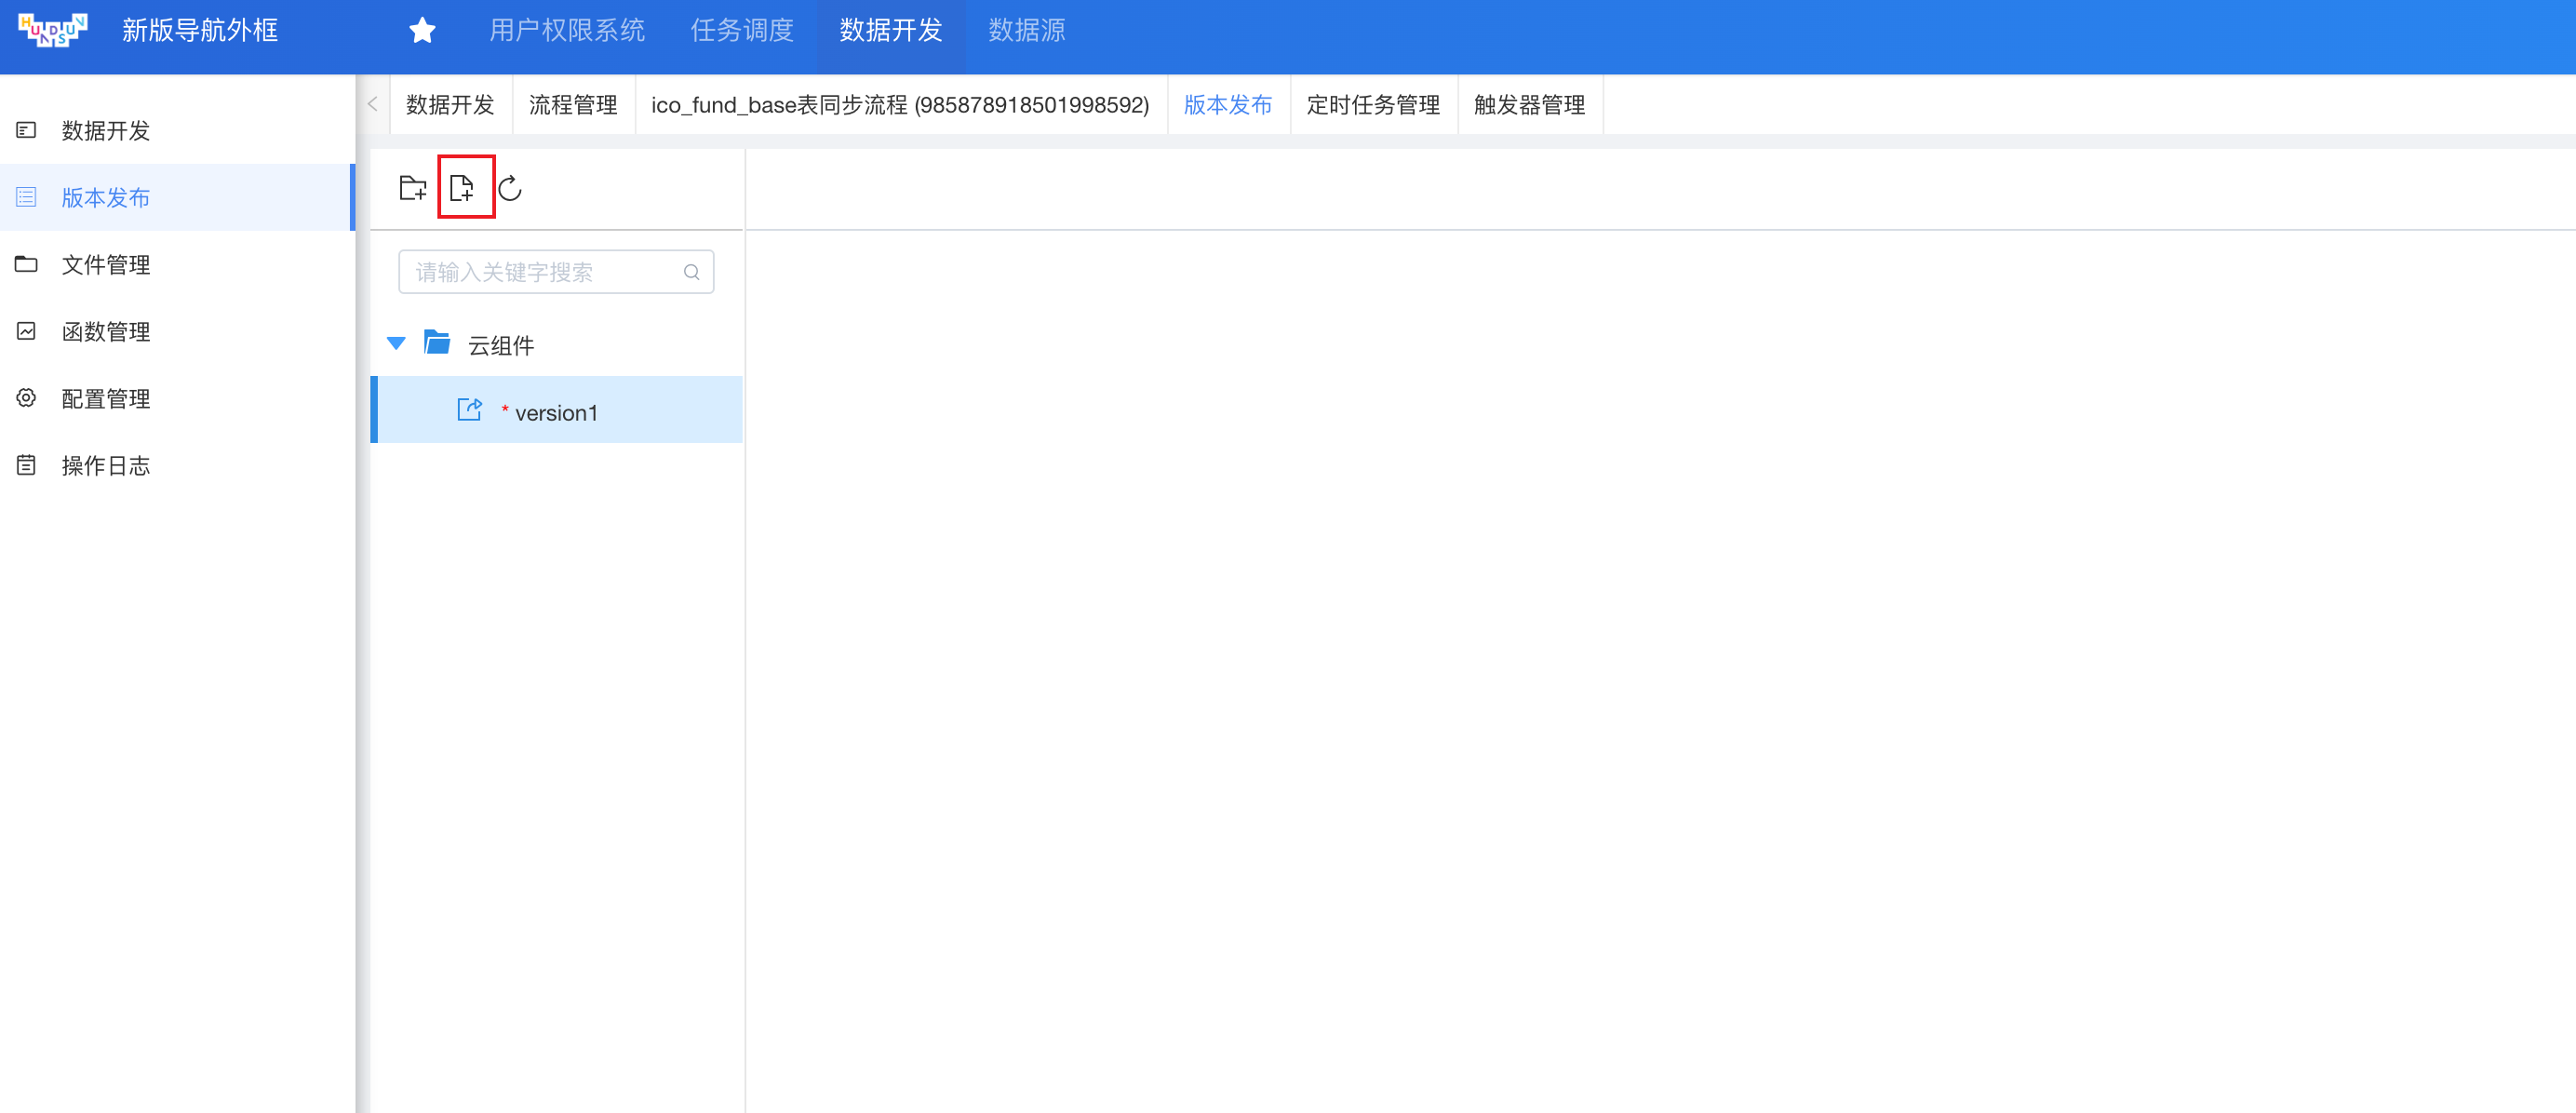 HUNDSUN
新版导航外框
用户权限系统
任务调度
数据开发
数据源
数据开发
版本发布
文件管理
函数管理
配置管理
操作日志
数据开发
流程管理
ico_fund_base表同步流程 (985878918501998592)
版本发布
定时任务管理
触发器管理
请输入关键字搜索
云组件
* version1